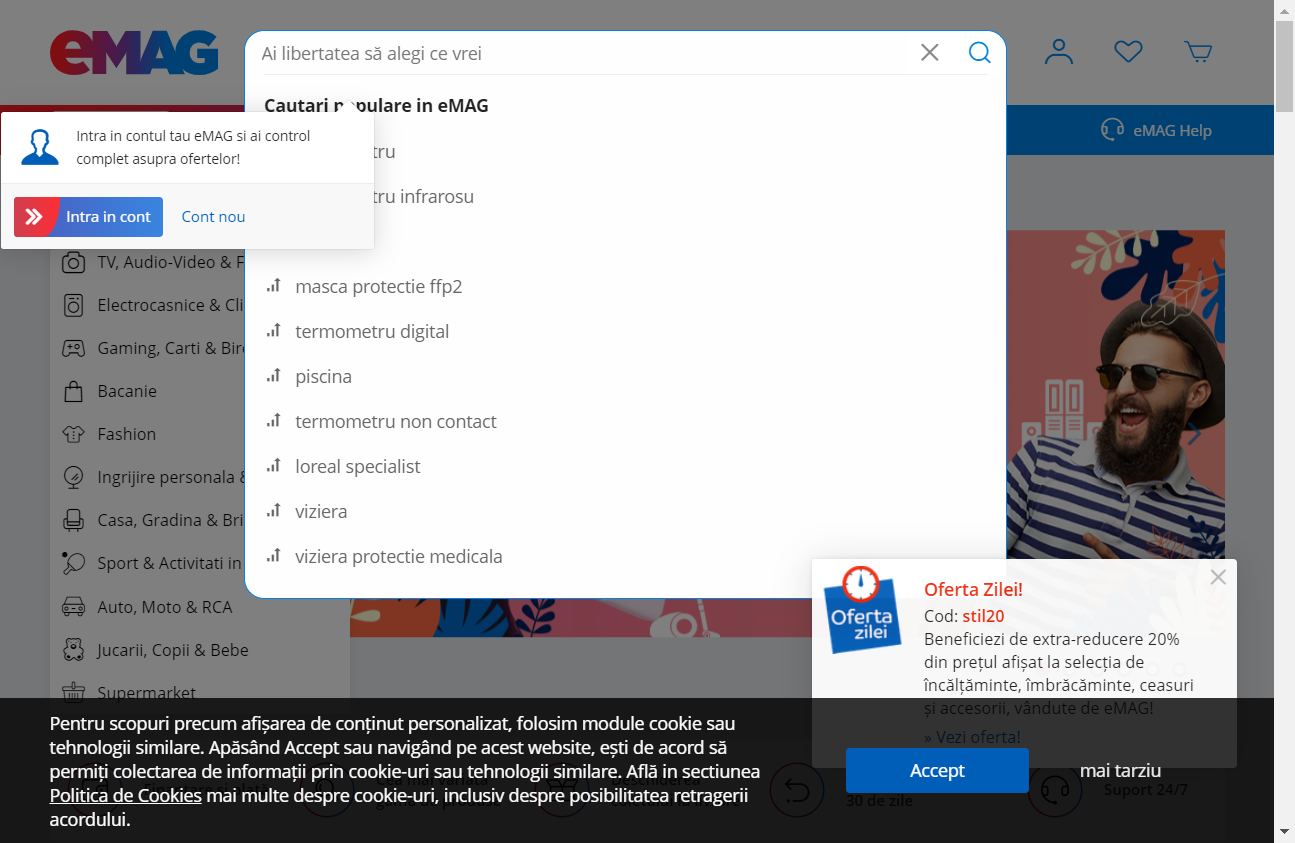 eMAG
Ai libertatea să alegi ce vrei
eMAG Help
Cautari populare in eMAG
Intra in contul tau eMAG si ai control
complet asupra ofertelor!
Intra in cont
Cont nou
tru
tru infrarosu
masca protectie ffp2
termometru digital
piscina
termometru non contact
loreal specialist
viziera
viziera protectie medicala
TV, Audio-Video & F
Electrocasnice & Cli
Gaming, Carti & Biro
Bacanie
Fashion
Ingrijire personala &
Casa, Gradina & Bri
Sport & Activitati in
Auto, Moto & RCA
Jucarii, Copii & Bebe
Supermarket
Oferta
zilei
Oferta Zilei!
Cod: stil20
Beneficiezi de extra-reducere 20%
din prețul afișat la selecția de
încălțăminte, îmbrăcăminte, ceasuri
și accesorii, vândute de eMAG!
» Vezi oferta!
Pentru scopuri precum afișarea de conținut personalizat, folosim module cookie sau
tehnologii similare. Apăsând Accept sau navigând pe acest website, ești de acord să
permiți colectarea de informații prin cookie-uri sau tehnologii similare. Află in sectiunea
Politica de Cookies mai multe despre cookie-uri, inclusiv despre posibilitatea retragerii
acordului.
Accept
mai tarziu
30 de zile
Suport 24/7